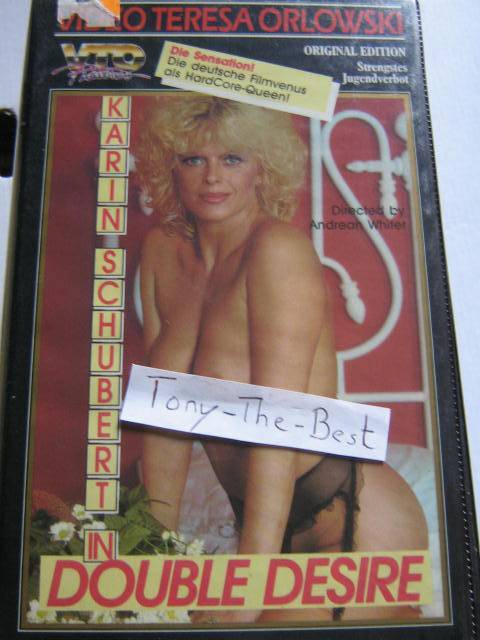 VIDEO TERESA ORLOWSKI
VTO
Die Sensation!
Die deutsche Filmvenus
als HardCore-Queen!
ORIGINAL EDITION
Strengstes
Jugendverbot
KARIN SCHUBERT IN
Directed by
Andrean Whiter
Tony-The-Best
DOUBLE DESIRE